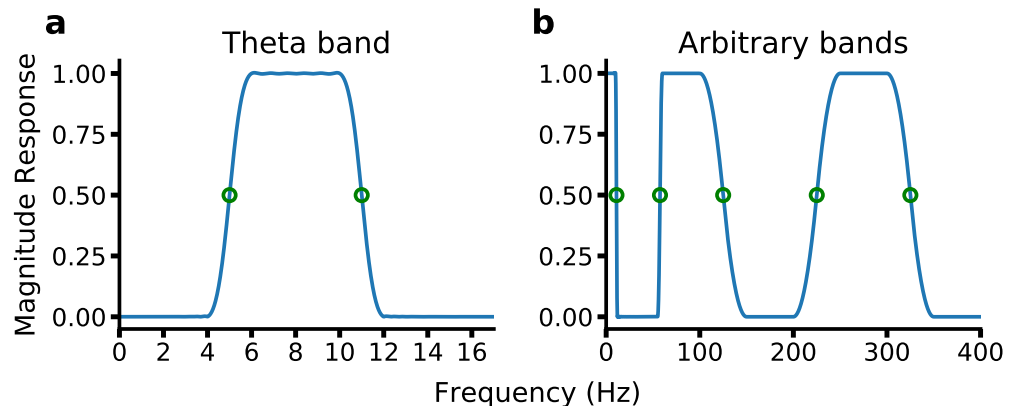 a
Theta band
Magnitude Response
1.00
0.75
0.50
0.25
0.00
0 2 4 6 8 10 12 14 16
b
Arbitrary bands
1.00
0.75
0.50
0.25
0.00
0 100 200 300 400
Frequency (Hz)